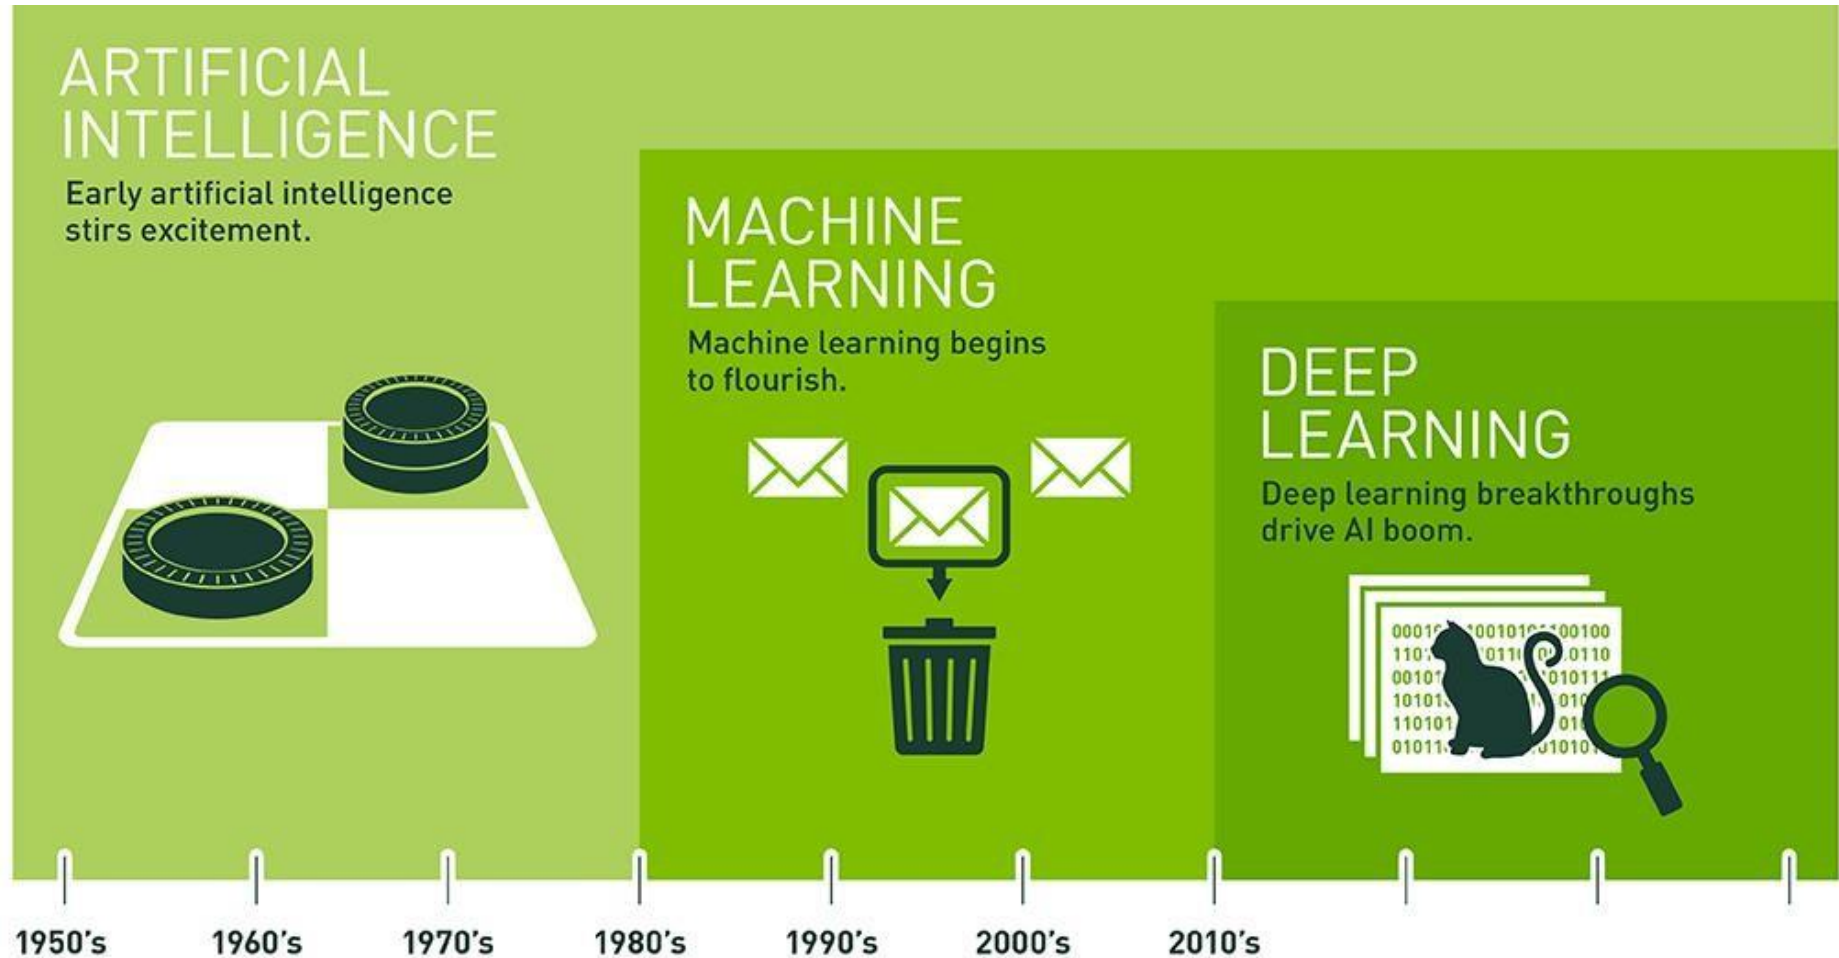 ARTIFICIAL
INTELLIGENCE
Early artificial intelligence
stirs excitement.
MACHINE
LEARNING
Machine learning begins
to flourish.
DEEP
LEARNING
Deep learning breakthroughs
drive AI boom.
1950's 1960's 1970's 1980's 1990's 2000's 2010's